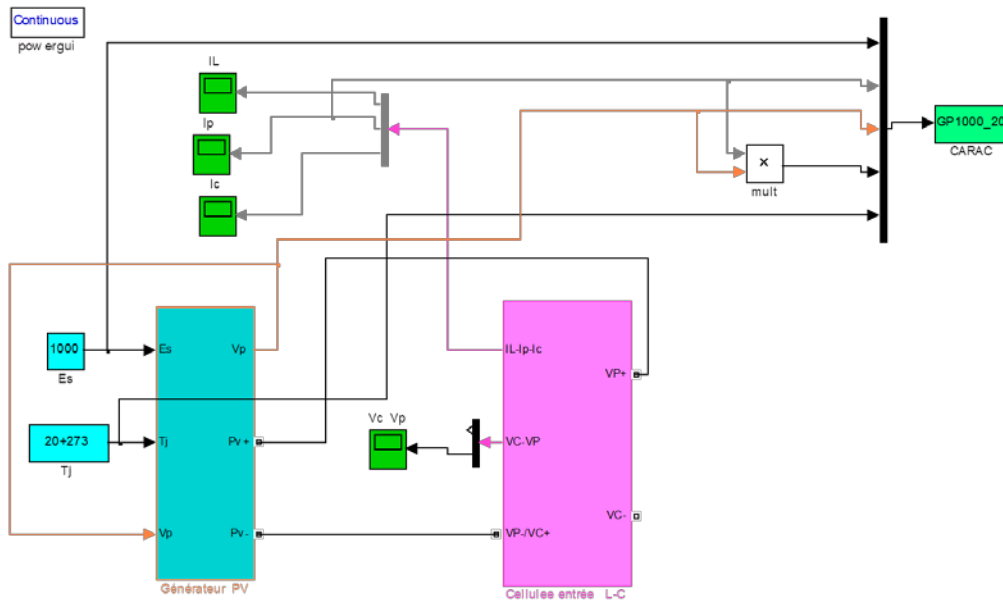 Continuous
pow ergui
IL
Ip
Ic
×
mult
GP1000_20
CARAC
1000
Es
20+273
Tj
Es
Vp
Tj
Pv+
Vp
Pv-
Générateur PV
Vc Vp
IL-Ip-Ic
VP+
VC-VP
VC-
VP-/VC+
Cellulee entrée L-C